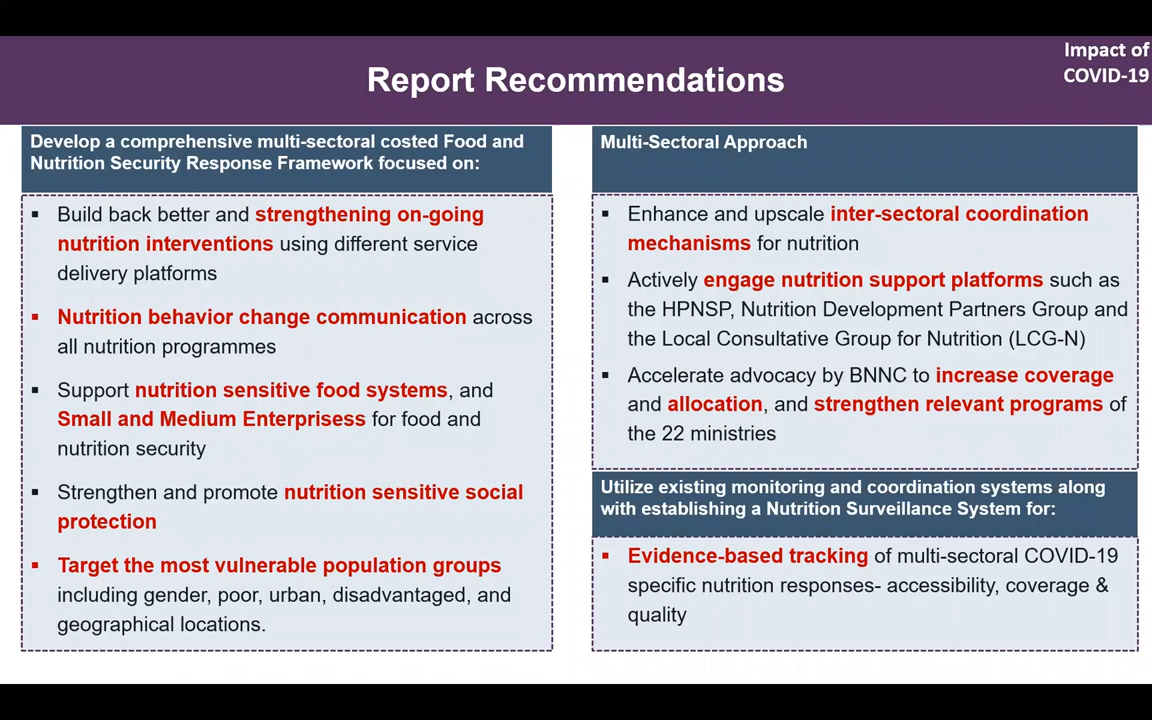 Impact of
COVID-19
Report Recommendations
Develop a comprehensive multi-sectoral costed Food and
Nutrition Security Response Framework focused on:
▪ Build back better and strengthening on-going
nutrition interventions using different service
delivery platforms
▪ Nutrition behavior change communication across
all nutrition programmes
▪ Support nutrition sensitive food systems, and
Small and Medium Enterprisess for food and
nutrition security
▪ Strengthen and promote nutrition sensitive social
protection
▪ Target the most vulnerable population groups
including gender, poor, urban, disadvantaged, and
geographical locations.
Multi-Sectoral Approach
▪ Enhance and upscale inter-sectoral coordination
mechanisms for nutrition
▪ Actively engage nutrition support platforms such as
the HPNSP, Nutrition Development Partners Group and
the Local Consultative Group for Nutrition (LCG-N)
▪ Accelerate advocacy by BNNC to increase coverage
and allocation, and strengthen relevant programs of
the 22 ministries
Utilize existing monitoring and coordination systems along
with establishing a Nutrition Surveillance System for:
▪ Evidence-based tracking of multi-sectoral COVID-19
specific nutrition responses- accessibility, coverage &
quality